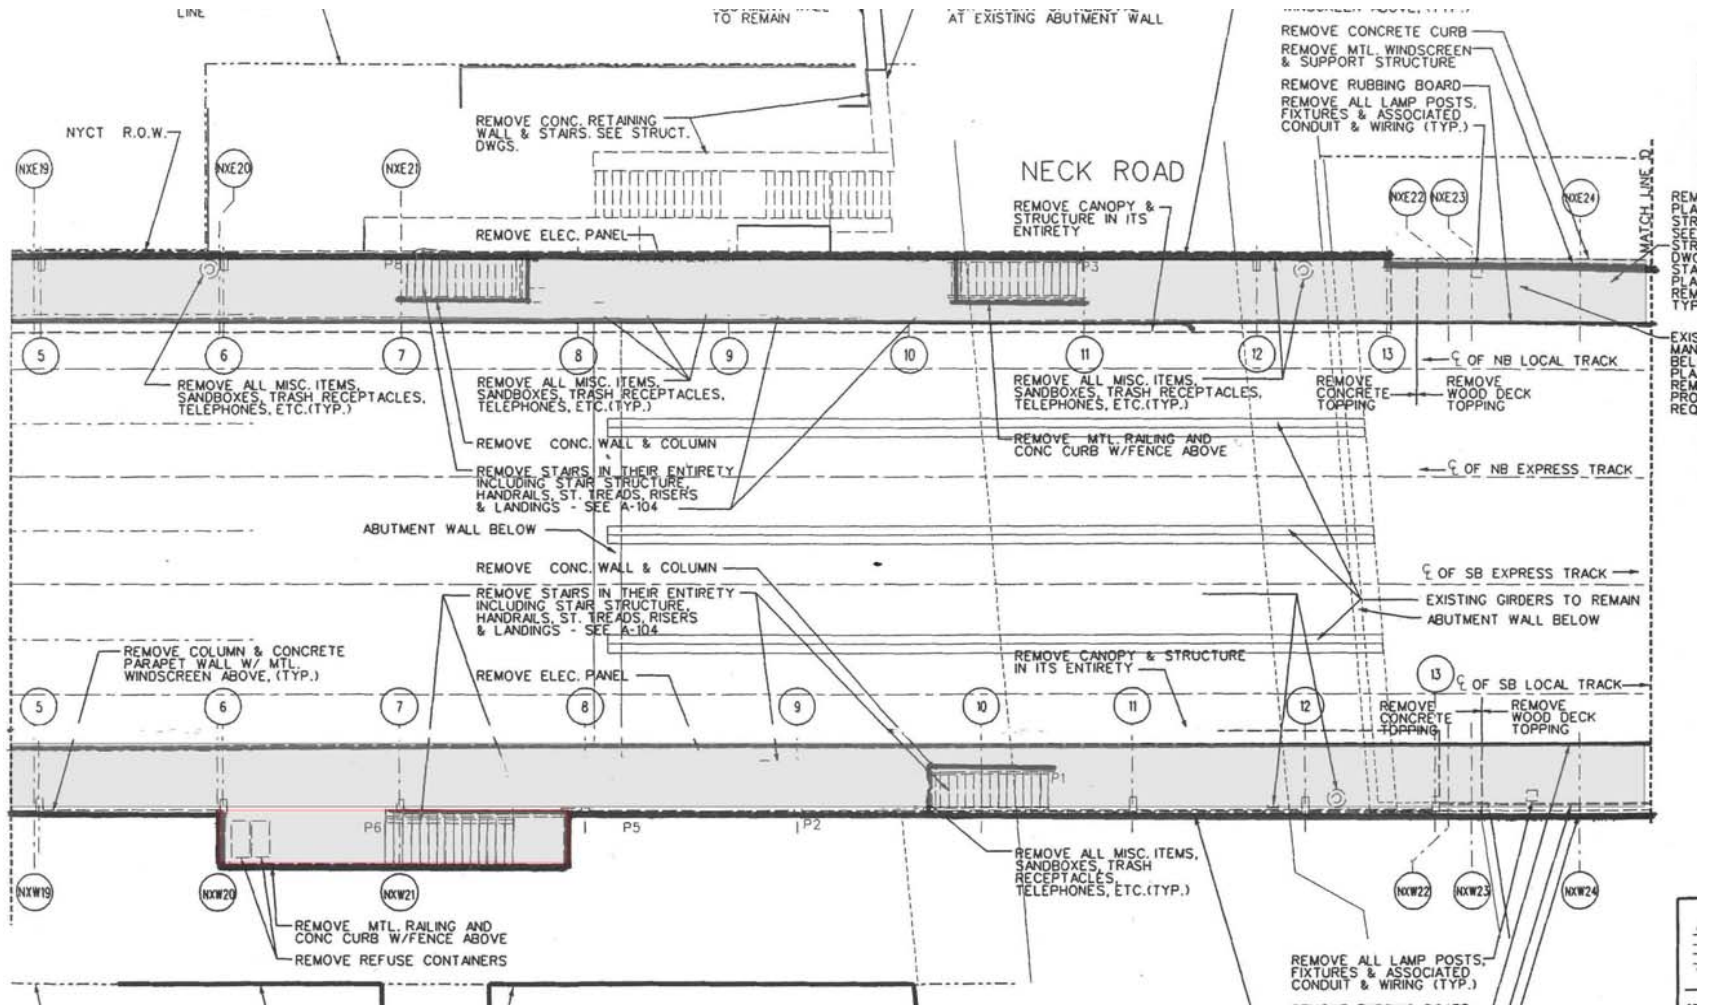 LINE
TO REMAIN
AT EXISTING ABUTMENT WALL
REMOVE CONCRETE CURB
REMOVE MTL. WINDSCREEN
& SUPPORT STRUCTURE
REMOVE RUBBING BOARD
REMOVE ALL LAMP POSTS,
FIXTURES & ASSOCIATED
CONDUIT & WIRING (TYP.)
REMOVE CONC. RETAINING
WALL & STAIRS. SEE STRUCT.
DWGS.
NYCT R.O.W.
NXE19
NXE20
NXE21
NECK ROAD
REMOVE CANOPY &
STRUCTURE IN ITS
ENTIRETY
NXE22
NXE23
NXE24
MATCH LINE D
REMOVE ELEC. PANEL
P8
P3
5
6
7
8
9
10
11
12
13
REMOVE ALL MISC. ITEMS,
SANDBOXES, TRASH RECEPTACLES,
TELEPHONES, ETC.(TYP.)
REMOVE ALL MISC. ITEMS,
SANDBOXES, TRASH RECEPTACLES,
TELEPHONES, ETC.(TYP.)
REMOVE ALL MISC. ITEMS,
SANDBOXES, TRASH RECEPTACLES,
TELEPHONES, ETC.(TYP.)
℄ OF NB LOCAL TRACK
REMOVE
CONCRETE
TOPPING
REMOVE
WOOD DECK
TOPPING
REMOVE CONC. WALL & COLUMN
REMOVE MTL. RAILING AND
CONC CURB W/FENCE ABOVE
REMOVE STAIRS IN THEIR ENTIRETY
INCLUDING STAIR STRUCTURE,
HANDRAILS, ST. TREADS, RISERS
& LANDINGS - SEE A-104
℄ OF NB EXPRESS TRACK
ABUTMENT WALL BELOW
REMOVE CONC. WALL & COLUMN
REMOVE STAIRS IN THEIR ENTIRETY
INCLUDING STAIR STRUCTURE,
HANDRAILS, ST. TREADS, RISERS
& LANDINGS - SEE A-104
℄ OF SB EXPRESS TRACK
EXISTING GIRDERS TO REMAIN
ABUTMENT WALL BELOW
REMOVE COLUMN & CONCRETE
PARAPET WALL W/ MTL.
WINDSCREEN ABOVE, (TYP.)
REMOVE ELEC. PANEL
REMOVE CANOPY & STRUCTURE
IN ITS ENTIRETY
℄ OF SB LOCAL TRACK
5
6
7
8
9
10
11
12
13
REMOVE
CONCRETE
TOPPING
REMOVE
WOOD DECK
TOPPING
P1
P6
P5
P2
REMOVE ALL MISC. ITEMS,
SANDBOXES, TRASH
RECEPTACLES,
TELEPHONES, ETC.(TYP.)
NXW19
NXW20
NXW21
NXW22
NXW23
NXW24
REMOVE MTL. RAILING AND
CONC CURB W/FENCE ABOVE
REMOVE REFUSE CONTAINERS
REMOVE ALL LAMP POSTS,
FIXTURES & ASSOCIATED
CONDUIT & WIRING (TYP.)